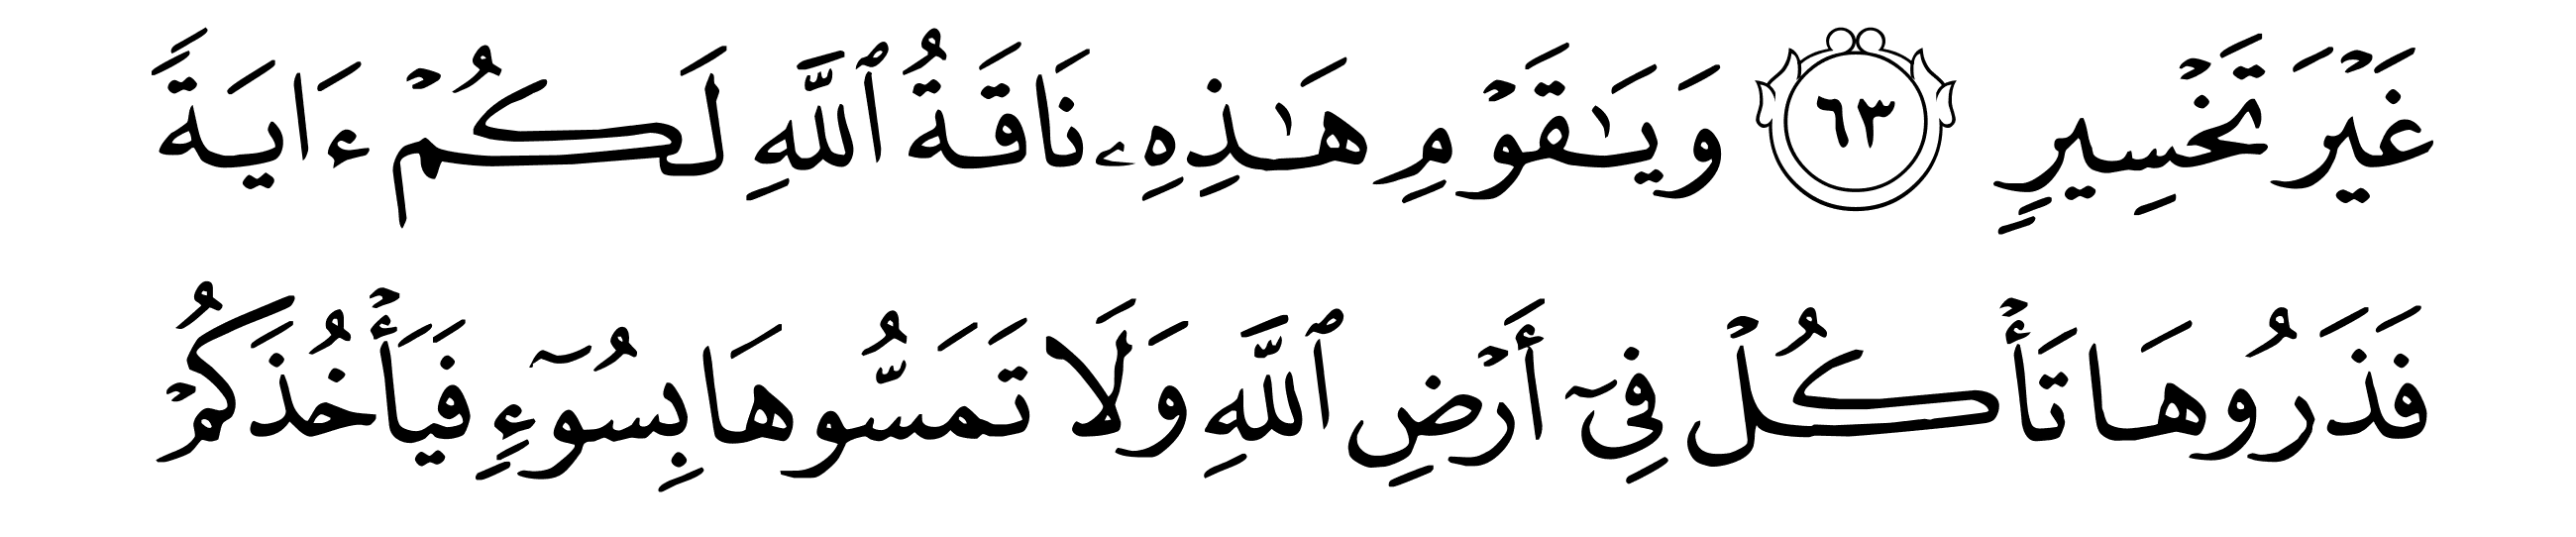 غَيۡرَ تَخۡسِيرٖ ٦٣ وَيَٰقَوۡمِ هَٰذِهِۦ نَاقَةُ ٱللَّهِ لَكُمۡ ءَايَةٗ
فَذَرُوهَا تَأۡكُلۡ فِيٓ أَرۡضِ ٱللَّهِ وَلَا تَمَسُّوهَا بِسُوٓءٖ فَيَأۡخُذَكُمۡ